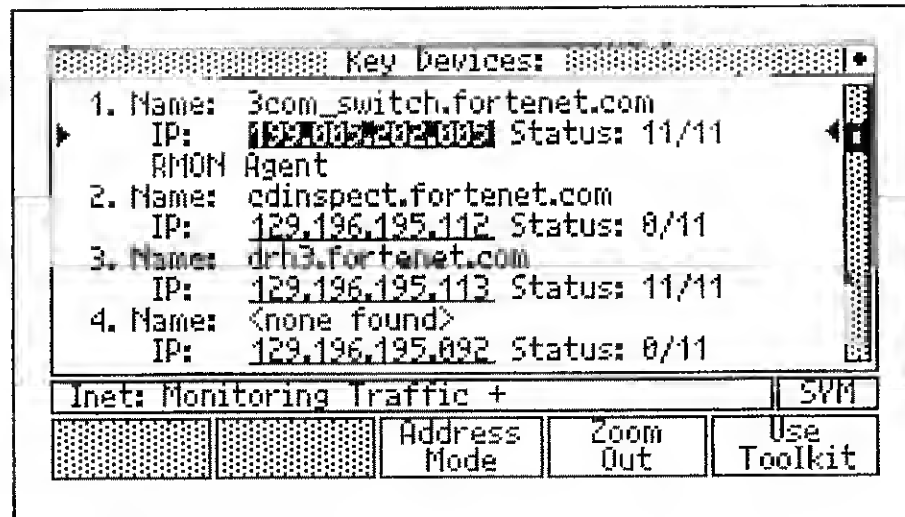 Key Devices:
1. Name: 3com_switch.fortenet.com
IP: Status: 11/11
RMON Agent
2. Name: cdinspect.fortenet.com
IP: 129.196.195.112 Status: 0/11
3. Name: drh3.fortenet.com
IP: 129.196.195.113 Status: 11/11
4. Name: <none found>
IP: 129.196.195.092 Status: 0/11
Inet: Monitoring Traffic + SYM
Address Mode
Zoom Out
Use Toolkit